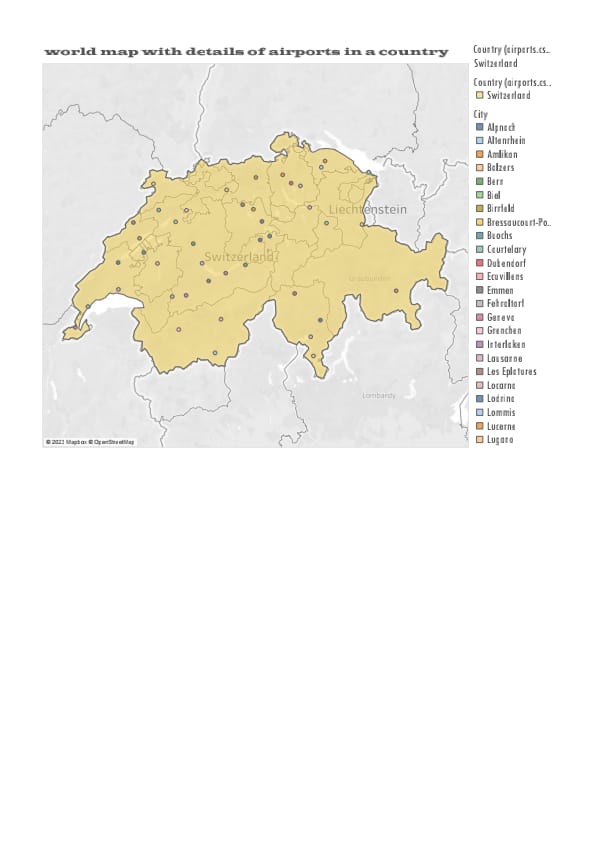 world map with details of airports in a country
Country (airports.cs..
Switzerland
Country (airports.cs..
Switzerland
City
Alpnach
Altenrhein
Amlikon
Balzers
Bern
Biel
Birrfeld
Bressaucourt-Po..
Buochs
Courtelary
Dubendorf
Ecuvillens
Emmen
Fehraltorf
Geneva
Grenchen
Interlaken
Lausanne
Les Eplatures
Locarno
Lodrino
Lommis
Lucerne
Lugano
Liechtenstein
Switzerland
Graubunden
Lombardy
© 2023 Mapbox © OpenStreetMap